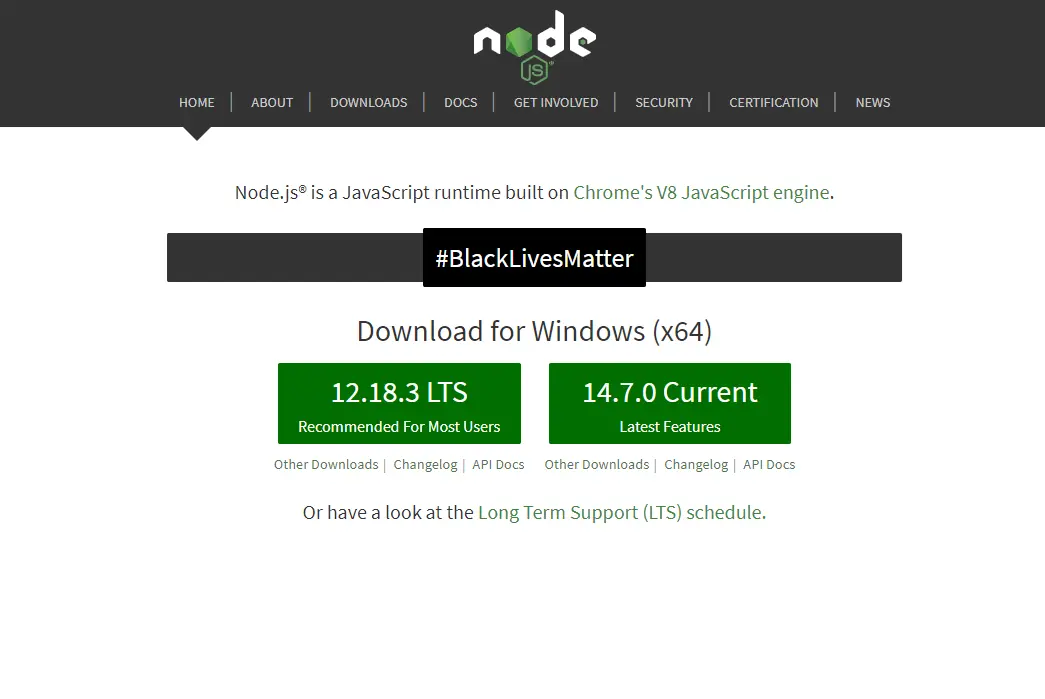 node
JS
HOME | ABOUT | DOWNLOADS | DOCS | GET INVOLVED | SECURITY | CERTIFICATION | NEWS
Node.js® is a JavaScript runtime built on Chrome's V8 JavaScript engine.
#BlackLivesMatter
Download for Windows (x64)
12.18.3 LTS
Recommended For Most Users
14.7.0 Current
Latest Features
Other Downloads | Changelog | API Docs
Other Downloads | Changelog | API Docs
Or have a look at the Long Term Support (LTS) schedule.